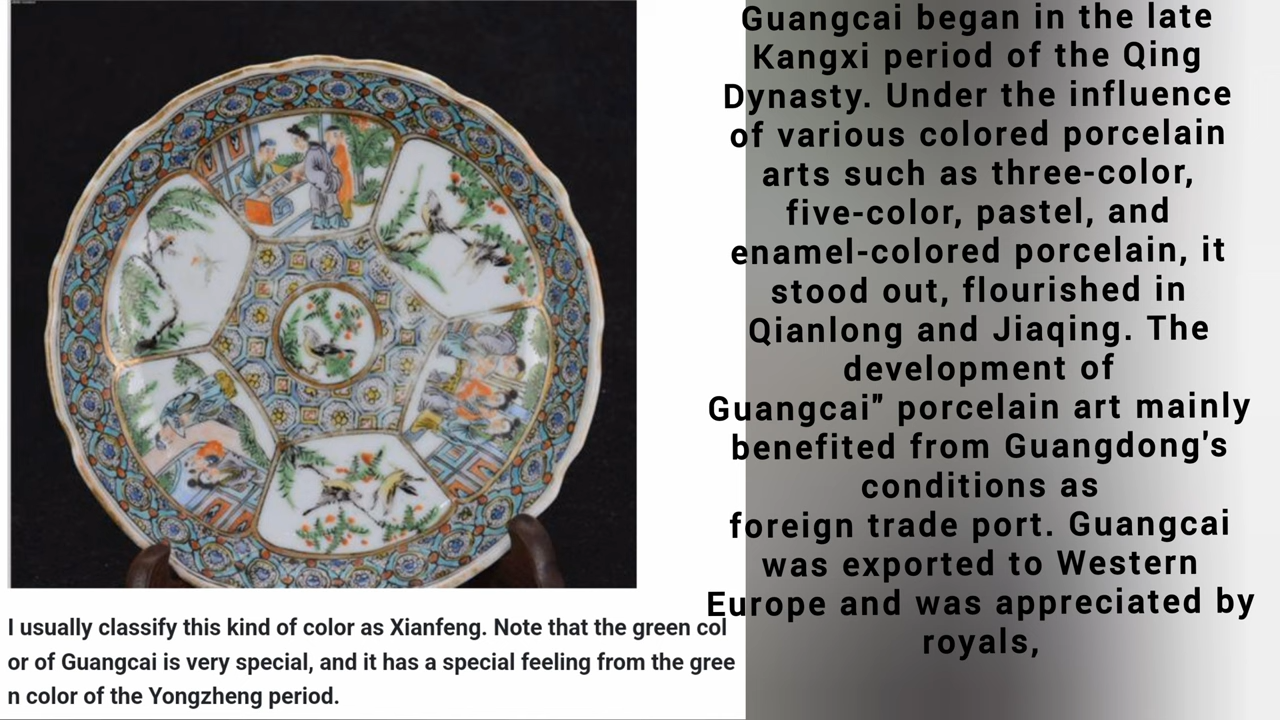 I usually classify this kind of color as Xianfeng. Note that the green col
or of Guangcai is very special, and it has a special feeling from the gree
n color of the Yongzheng period.
Guangcai began in the late
Kangxi period of the Qing
Dynasty. Under the influence
of various colored porcelain
arts such as three-color,
five-color, pastel, and
enamel-colored porcelain, it
stood out, flourished in
Qianlong and Jiaqing. The
development of
Guangcai" porcelain art mainly
benefited from Guangdong's
conditions as
foreign trade port. Guangcai
was exported to Western
Europe and was appreciated by
royals,